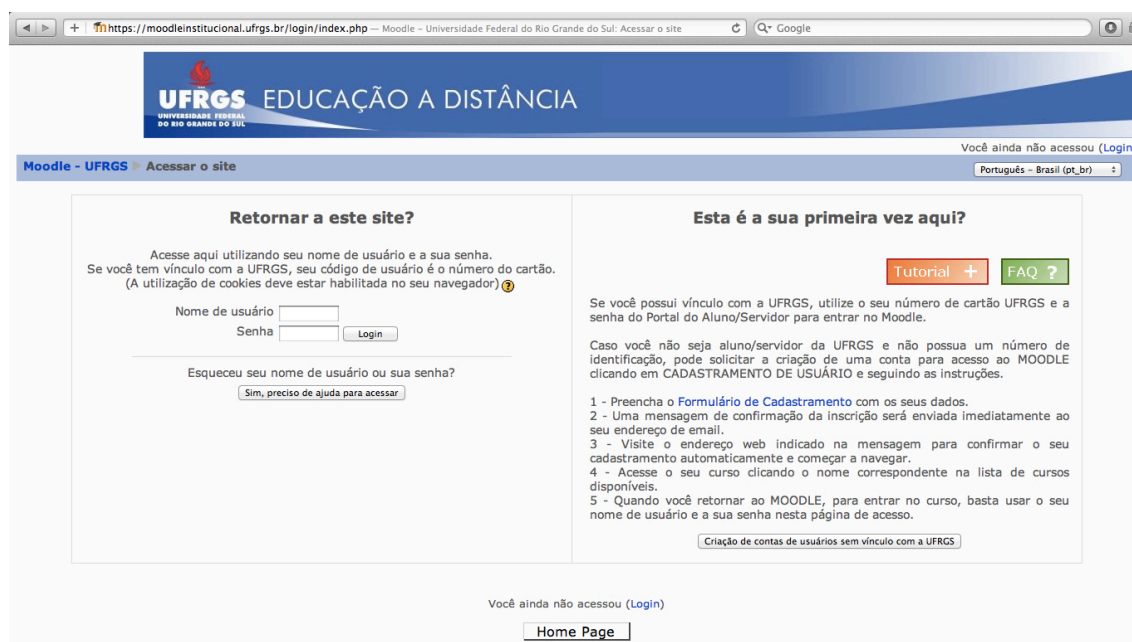 https://moodleinstitucional.ufrgs.br/login/index.php — Moodle – Universidade Federal do Rio Grande do Sul: Acessar o site
Google
UFRGS
UNIVERSIDADE FEDERAL
DO RIO GRANDE DO SUL
EDUCAÇÃO A DISTÂNCIA
Você ainda não acessou (Login
Moodle - UFRGS
Acessar o site
Português - Brasil (pt_br)
Retornar a este site?
Acesse aqui utilizando seu nome de usuário e a sua senha.
Se você tem vínculo com a UFRGS, seu código de usuário é o número do cartão.
(A utilização de cookies deve estar habilitada no seu navegador) ?
Nome de usuário
Senha
Login
Esqueceu seu nome de usuário ou sua senha?
Sim, preciso de ajuda para acessar
Esta é a sua primeira vez aqui?
Tutorial +
FAQ ?
Se você possui vínculo com a UFRGS, utilize o seu número de cartão UFRGS e a
senha do Portal do Aluno/Servidor para entrar no Moodle.
Caso você não seja aluno/servidor da UFRGS e não possua um número de
identificação, pode solicitar a criação de uma conta para acesso ao MOODLE
clicando em CADASTRAMENTO DE USUÁRIO e seguindo as instruções.
1 - Preencha o Formulário de Cadastramento com os seus dados.
2 - Uma mensagem de confirmação da inscrição será enviada imediatamente ao
seu endereço de email.
3 - Visite o endereço web indicado na mensagem para confirmar o seu
cadastramento automaticamente e começar a navegar.
4 - Acesse o seu curso clicando o nome correspondente na lista de cursos
disponíveis.
5 - Quando você retornar ao MOODLE, para entrar no curso, basta usar o seu
nome de usuário e a sua senha nesta página de acesso.
Criação de contas de usuários sem vínculo com a UFRGS
Você ainda não acessou (Login)
Home Page